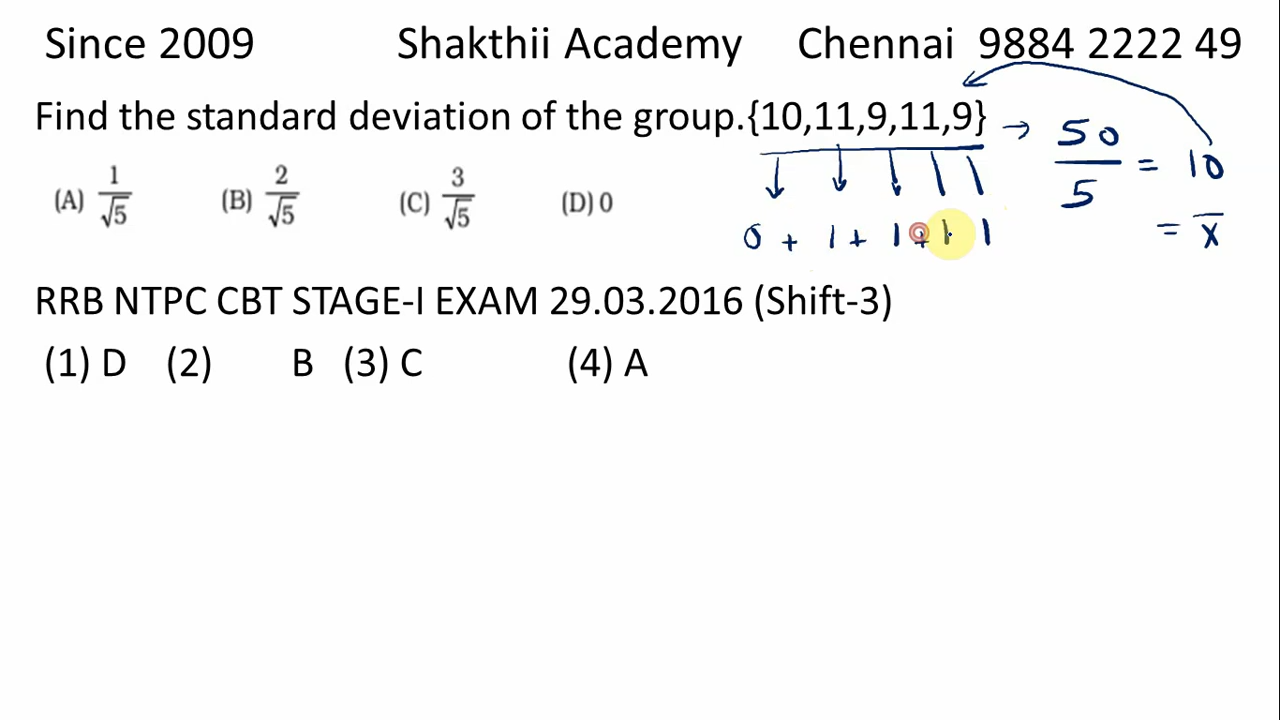 Since 2009 Shakthii Academy Chennai 9884 2222 49
Find the standard deviation of the group.{10,11,9,11,9} → 50/5 = 10
= x̄
(A) 1/√5 (B) 2/√5 (C) 3/√5 (D) 0
0 + 1 + 1 + 1 1
RRB NTPC CBT STAGE-I EXAM 29.03.2016 (Shift-3)
(1) D (2) B (3) C (4) A